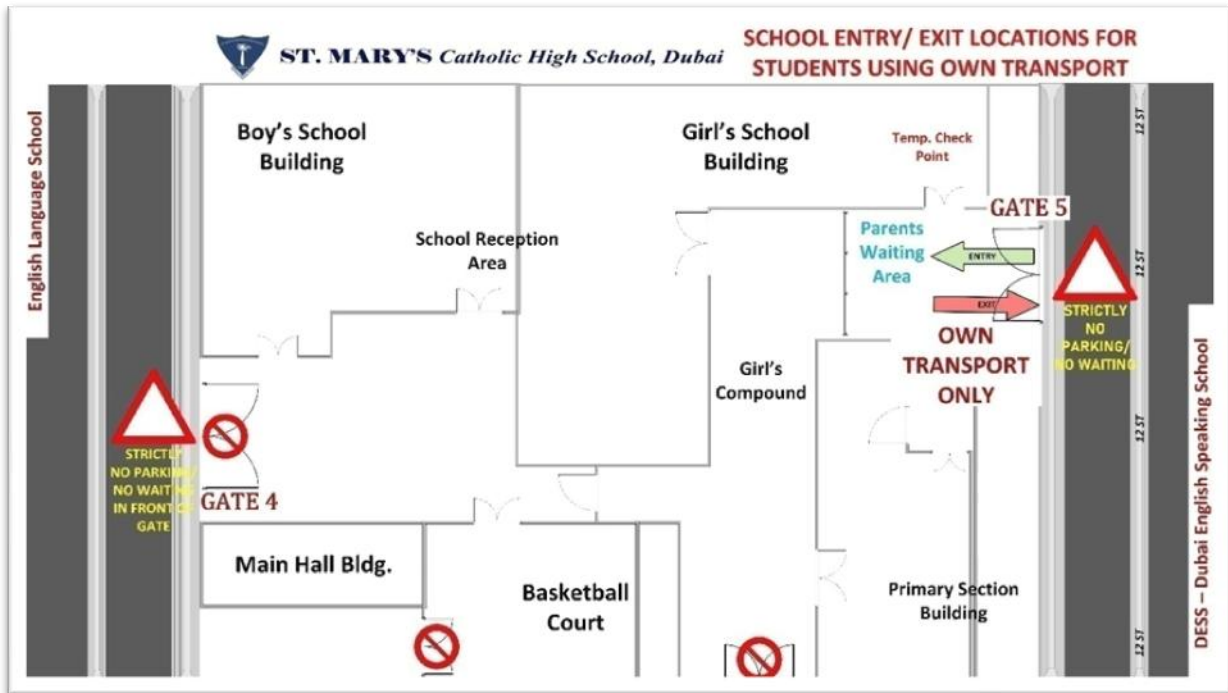 ST. MARY'S Catholic High School, Dubai
SCHOOL ENTRY/ EXIT LOCATIONS FOR
STUDENTS USING OWN TRANSPORT
English Language School
Boy's School
Building
Girl's School
Building
Temp. Check
Point
12 ST
GATE 5
School Reception
Area
Parents
Waiting
Area
ENTRY
12 ST
EXIT
STRICTLY
NO
PARKING/
NO WAITING
OWN
TRANSPORT
ONLY
Girl's
Compound
12 ST
STRICTLY
NO PARKING/
NO WAITING
IN FRONT OF
GATE
GATE 4
Main Hall Bldg.
Basketball
Court
Primary Section
Building
12 ST
DESS – Dubai English Speaking School